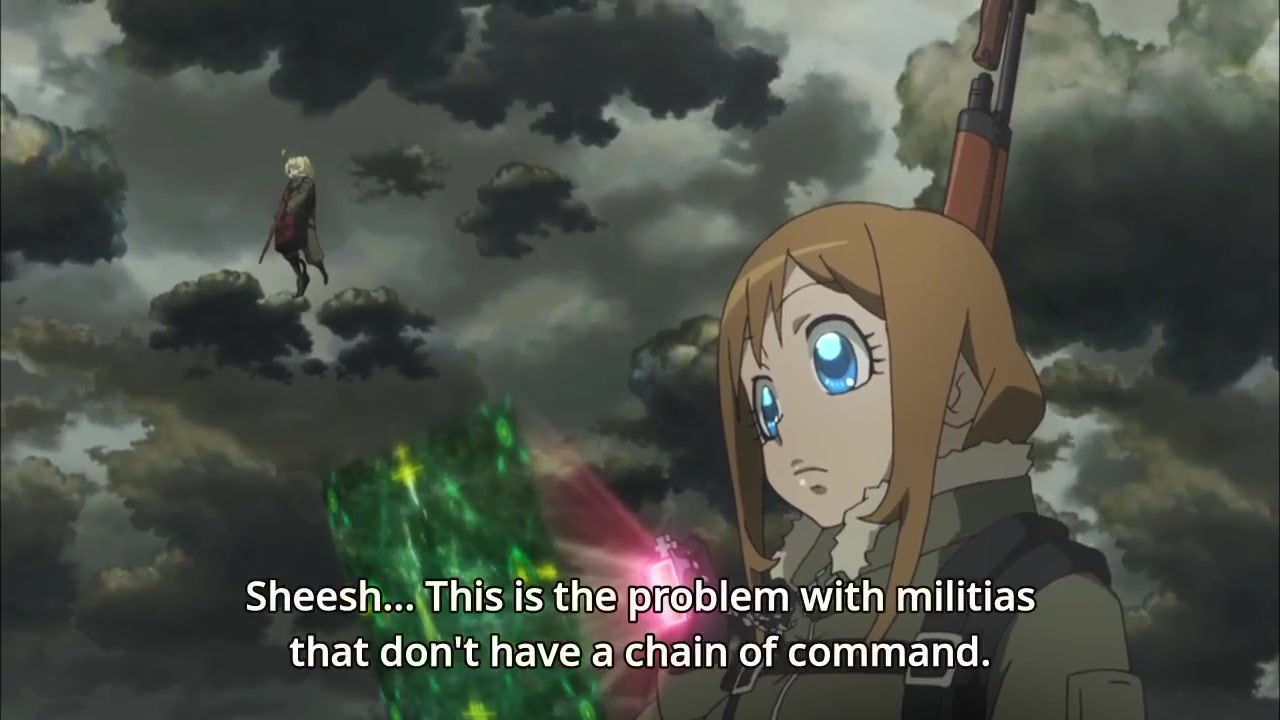 Sheesh... This is the problem with militias
that don't have a chain of command.